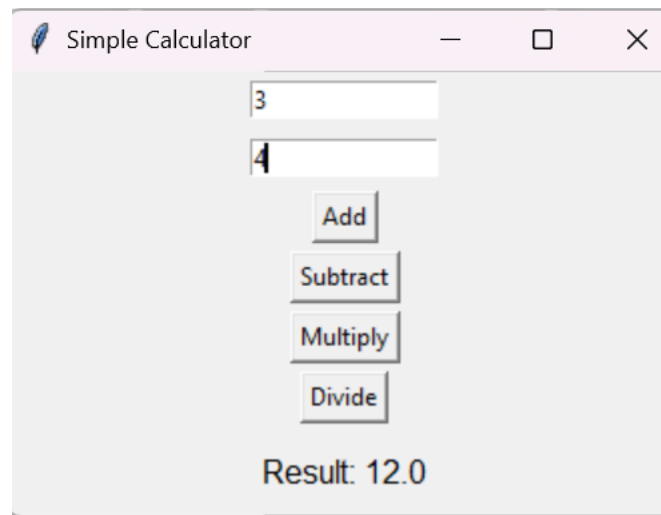 Simple Calculator
3
4
Add
Subtract
Multiply
Divide
Result: 12.0